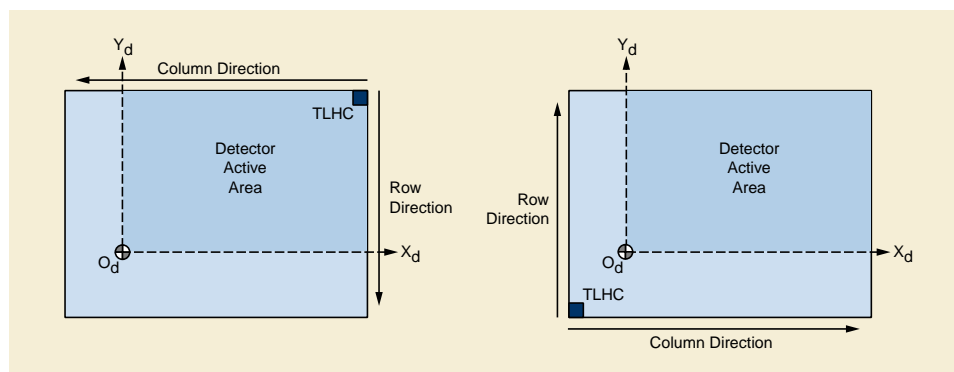 Yd
Column Direction
TLHC
Detector
Active
Area
Row
Direction
Xd
Od
Yd
Detector
Active
Area
Row
Direction
Xd
Od
TLHC
Column Direction